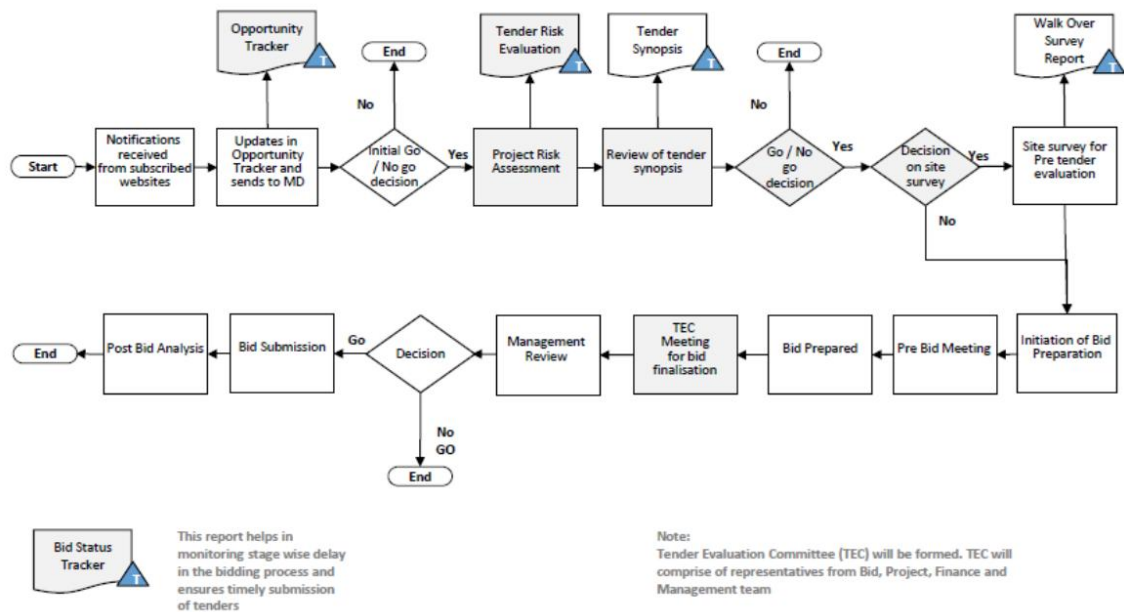 Opportunity
Tracker
T
End
Tender Risk
Evaluation
T
Tender
Synopsis
T
End
Walk Over
Survey
Report
T
No
No
Start
Notifications
received
from subscribed
websites
Updates in
Opportunity
Tracker and
sends to MD
Initial Go
/ No go
decision
Yes
Project Risk
Assessment
Review of tender
synopsis
Go / No
go
decision
Yes
Decision
on site
survey
Yes
Site survey for
Pre tender
evaluation
No
End
Post Bid Analysis
Bid Submission
Go
Decision
Management
Review
TEC
Meeting
for bid
finalisation
Bid Prepared
Pre Bid Meeting
Initiation of Bid
Preparation
No
GO
End
Bid Status
Tracker
T
This report helps in
monitoring stage wise delay
in the bidding process and
ensures timely submission
of tenders
Note:
Tender Evaluation Committee (TEC) will be formed. TEC will
comprise of representatives from Bid, Project, Finance and
Management team